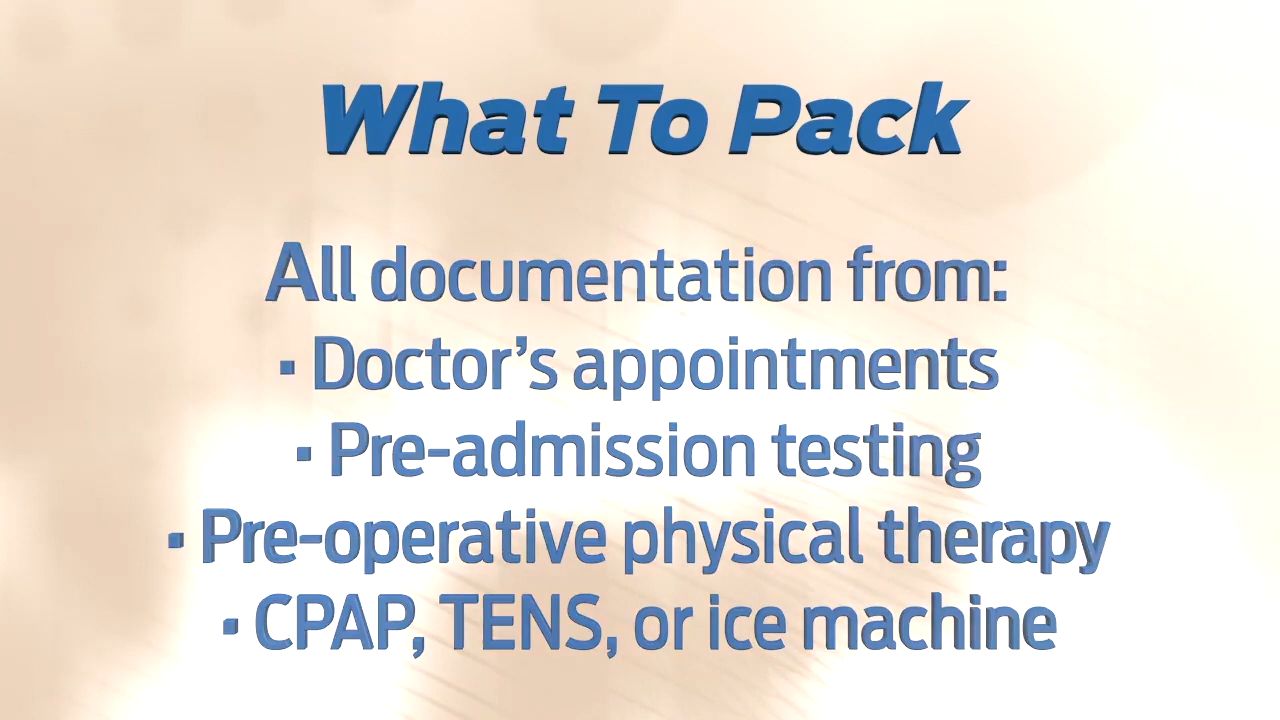 What To Pack
All documentation from:
▪ Doctor’s appointments
▪ Pre-admission testing
▪ Pre-operative physical therapy
▪ CPAP, TENS, or ice machine